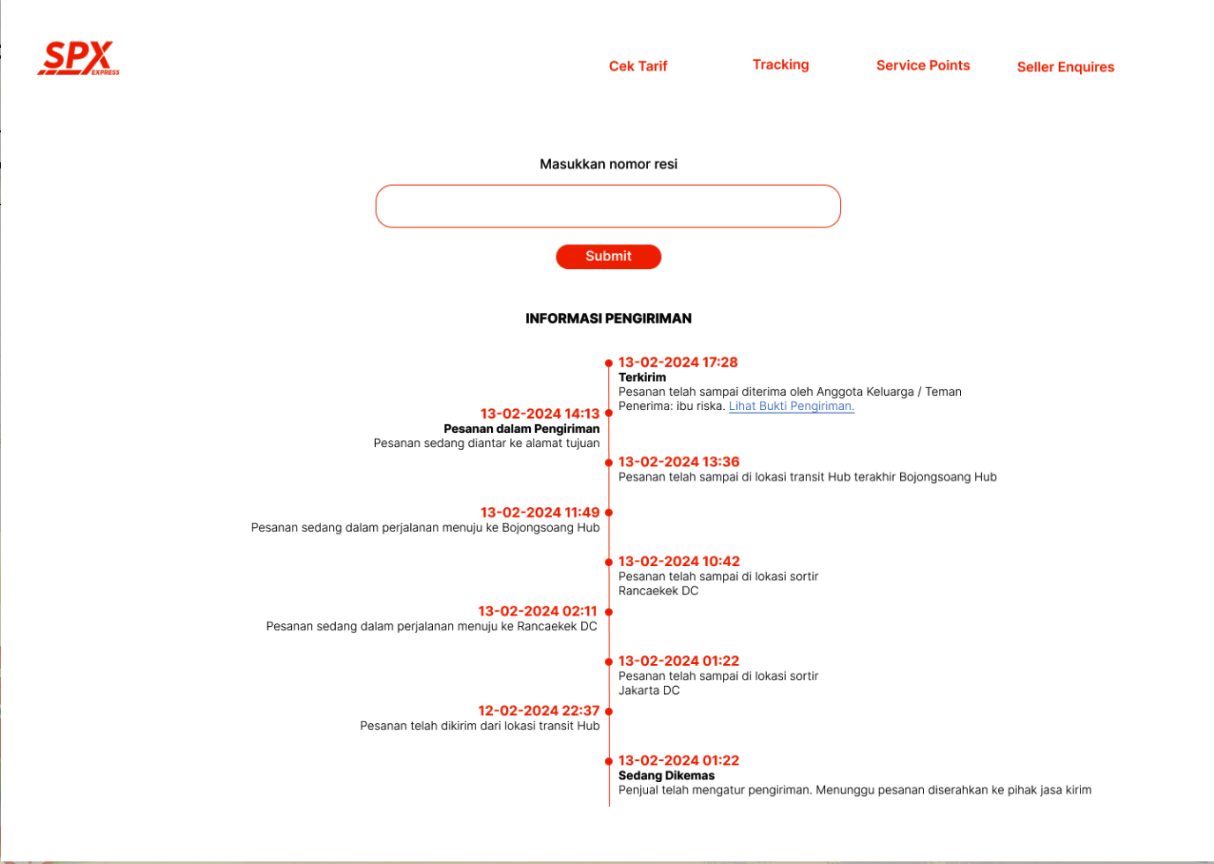 SPX
EXPRESS
Cek Tarif
Tracking
Service Points
Seller Enquires
Masukkan nomor resi
Submit
INFORMASI PENGIRIMAN
13-02-2024 17:28
Terkirim
Pesanan telah sampai diterima oleh Anggota Keluarga / Teman
Penerima: ibu riska. Lihat Bukti Pengiriman.
13-02-2024 14:13
Pesanan dalam Pengiriman
Pesanan sedang diantar ke alamat tujuan
13-02-2024 13:36
Pesanan telah sampai di lokasi transit Hub terakhir Bojongsoang Hub
13-02-2024 11:49
Pesanan sedang dalam perjalanan menuju ke Bojongsoang Hub
13-02-2024 10:42
Pesanan telah sampai di lokasi sortir
Rancaekek DC
13-02-2024 02:11
Pesanan sedang dalam perjalanan menuju ke Rancaekek DC
13-02-2024 01:22
Pesanan telah sampai di lokasi sortir
Jakarta DC
12-02-2024 22:37
Pesanan telah dikirim dari lokasi transit Hub
13-02-2024 01:22
Sedang Dikemas
Penjual telah mengatur pengiriman. Menunggu pesanan diserahkan ke pihak jasa kirim